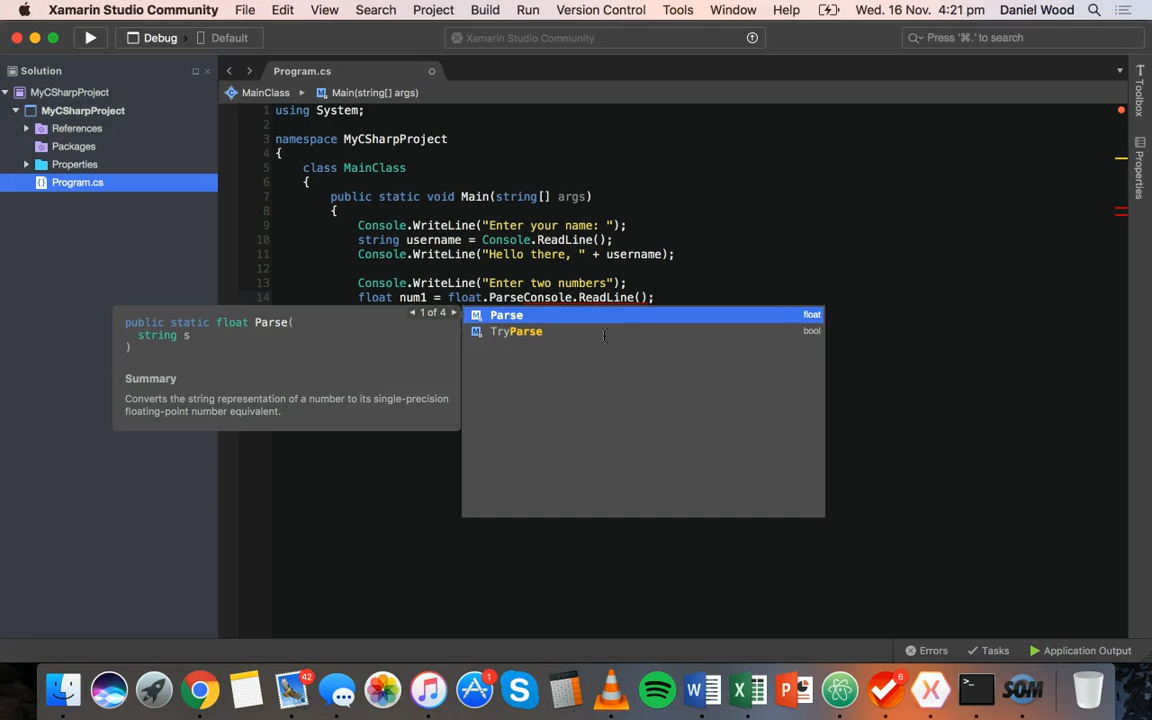 Xamarin Studio Community File Edit View Search Project Build Run Version Control Tools Window Help Wed. 16 Nov. 4:21 pm Daniel Wood
Debug Default Xamarin Studio Community Press '⌘.' to search
Solution Program.cs
MyCSharpProject MainClass Main(string[] args)
MyCSharpProject
References
Packages
Properties
Program.cs
Toolbox
Properties
1 using System;
2
3 namespace MyCSharpProject
4 {
5 class MainClass
6 {
7 public static void Main(string[] args)
8 {
9 Console.WriteLine("Enter your name: ");
10 string username = Console.ReadLine();
11 Console.WriteLine("Hello there, " + username);
12
13 Console.WriteLine("Enter two numbers");
14 float num1 = float.ParseConsole.ReadLine();
1 of 4
public static float Parse(
string s
)
Summary
Converts the string representation of a number to its single-precision
floating-point number equivalent.
Parse float
TryParse bool
Errors Tasks Application Output
42 1 6
SOM